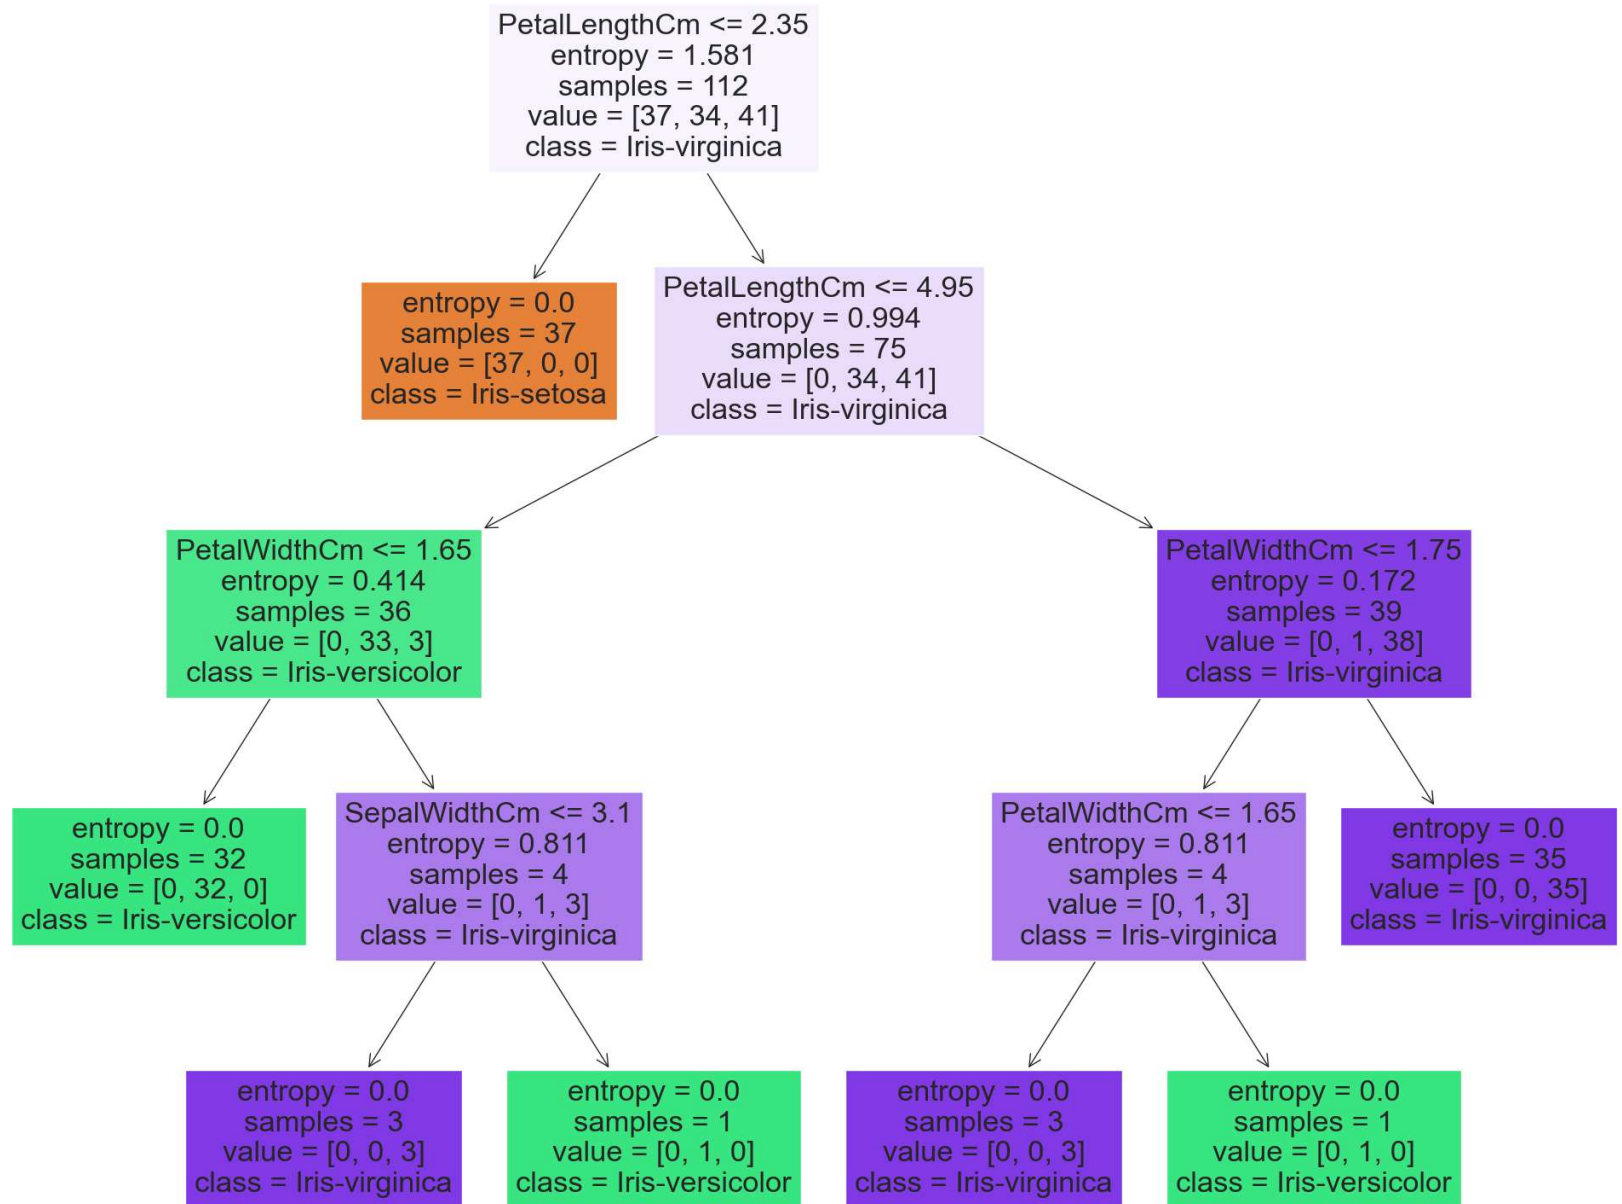 PetalLengthCm <= 2.35
entropy = 1.581
samples = 112
value = [37, 34, 41]
class = Iris-virginica
entropy = 0.0
samples = 37
value = [37, 0, 0]
class = Iris-setosa
PetalLengthCm <= 4.95
entropy = 0.994
samples = 75
value = [0, 34, 41]
class = Iris-virginica
PetalWidthCm <= 1.65
entropy = 0.414
samples = 36
value = [0, 33, 3]
class = Iris-versicolor
PetalWidthCm <= 1.75
entropy = 0.172
samples = 39
value = [0, 1, 38]
class = Iris-virginica
entropy = 0.0
samples = 32
value = [0, 32, 0]
class = Iris-versicolor
SepalWidthCm <= 3.1
entropy = 0.811
samples = 4
value = [0, 1, 3]
class = Iris-virginica
PetalWidthCm <= 1.65
entropy = 0.811
samples = 4
value = [0, 1, 3]
class = Iris-virginica
entropy = 0.0
samples = 35
value = [0, 0, 35]
class = Iris-virginica
entropy = 0.0
samples = 3
value = [0, 0, 3]
class = Iris-virginica
entropy = 0.0
samples = 1
value = [0, 1, 0]
class = Iris-versicolor
entropy = 0.0
samples = 3
value = [0, 0, 3]
class = Iris-virginica
entropy = 0.0
samples = 1
value = [0, 1, 0]
class = Iris-versicolor